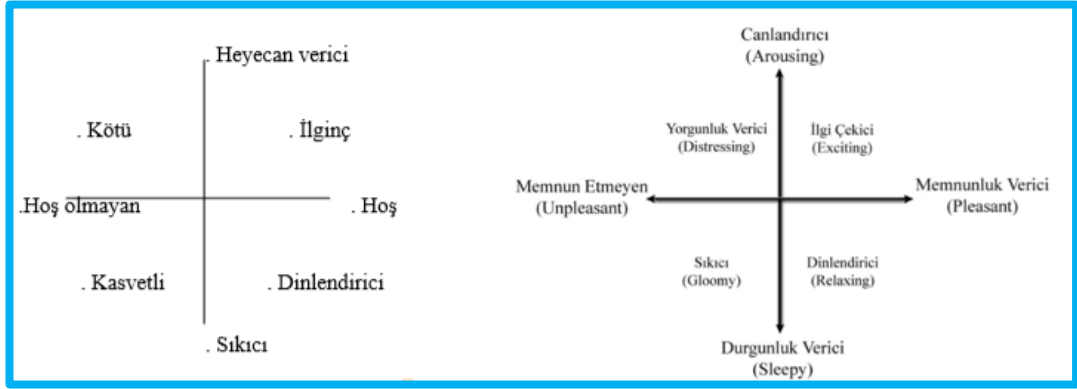 . Heyecan verici
. Kötü
. İlginç
.Hoş olmayan
. Hoş
. Kasvetli
. Dinlendirici
. Sıkıcı
Canlandırıcı
(Arousing)
Yorgunluk Verici
(Distressing)
İlgi Çekici
(Exciting)
Memnun Etmeyen
(Unpleasant)
Memnunluk Verici
(Pleasant)
Sıkıcı
(Gloomy)
Dinlendirici
(Relaxing)
Durgunluk Verici
(Sleepy)